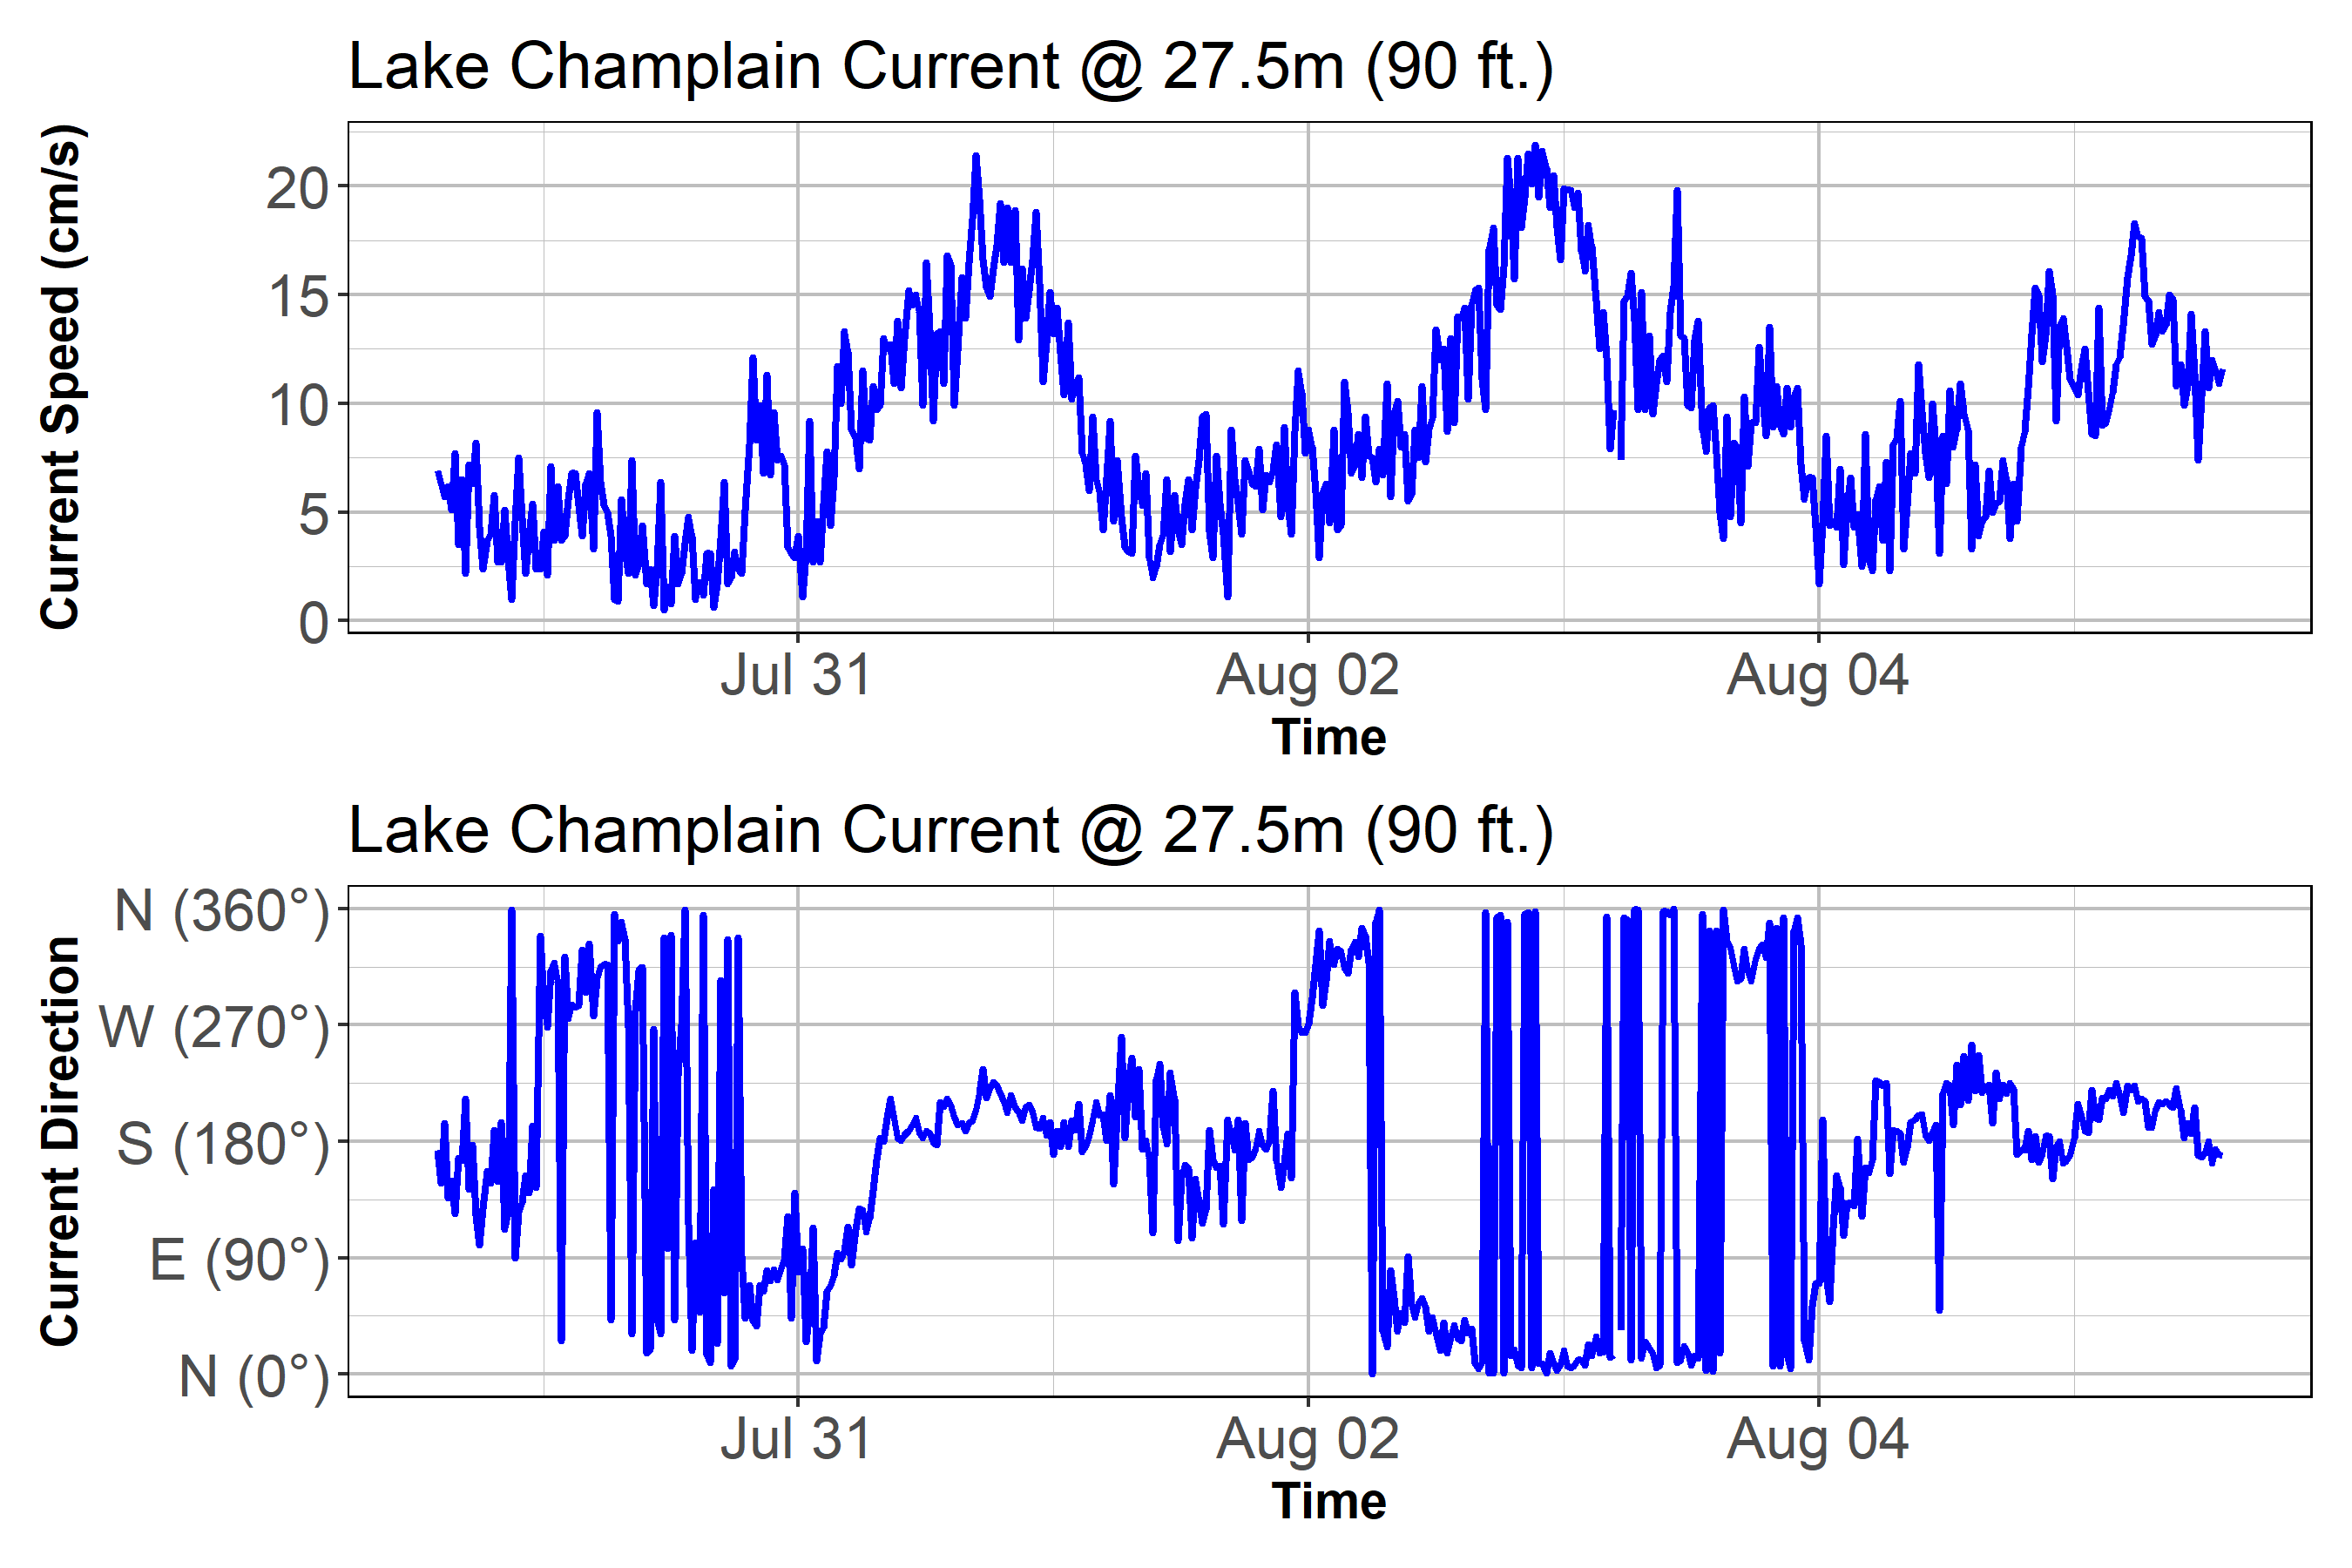 Lake Champlain Current @ 27.5m (90 ft.)
Current Speed (cm/s)
20
15
10
5
0
Jul 31
Aug 02
Aug 04
Time
Lake Champlain Current @ 27.5m (90 ft.)
Current Direction
N (360°)
W (270°)
S (180°)
E (90°)
N (0°)
Jul 31
Aug 02
Aug 04
Time